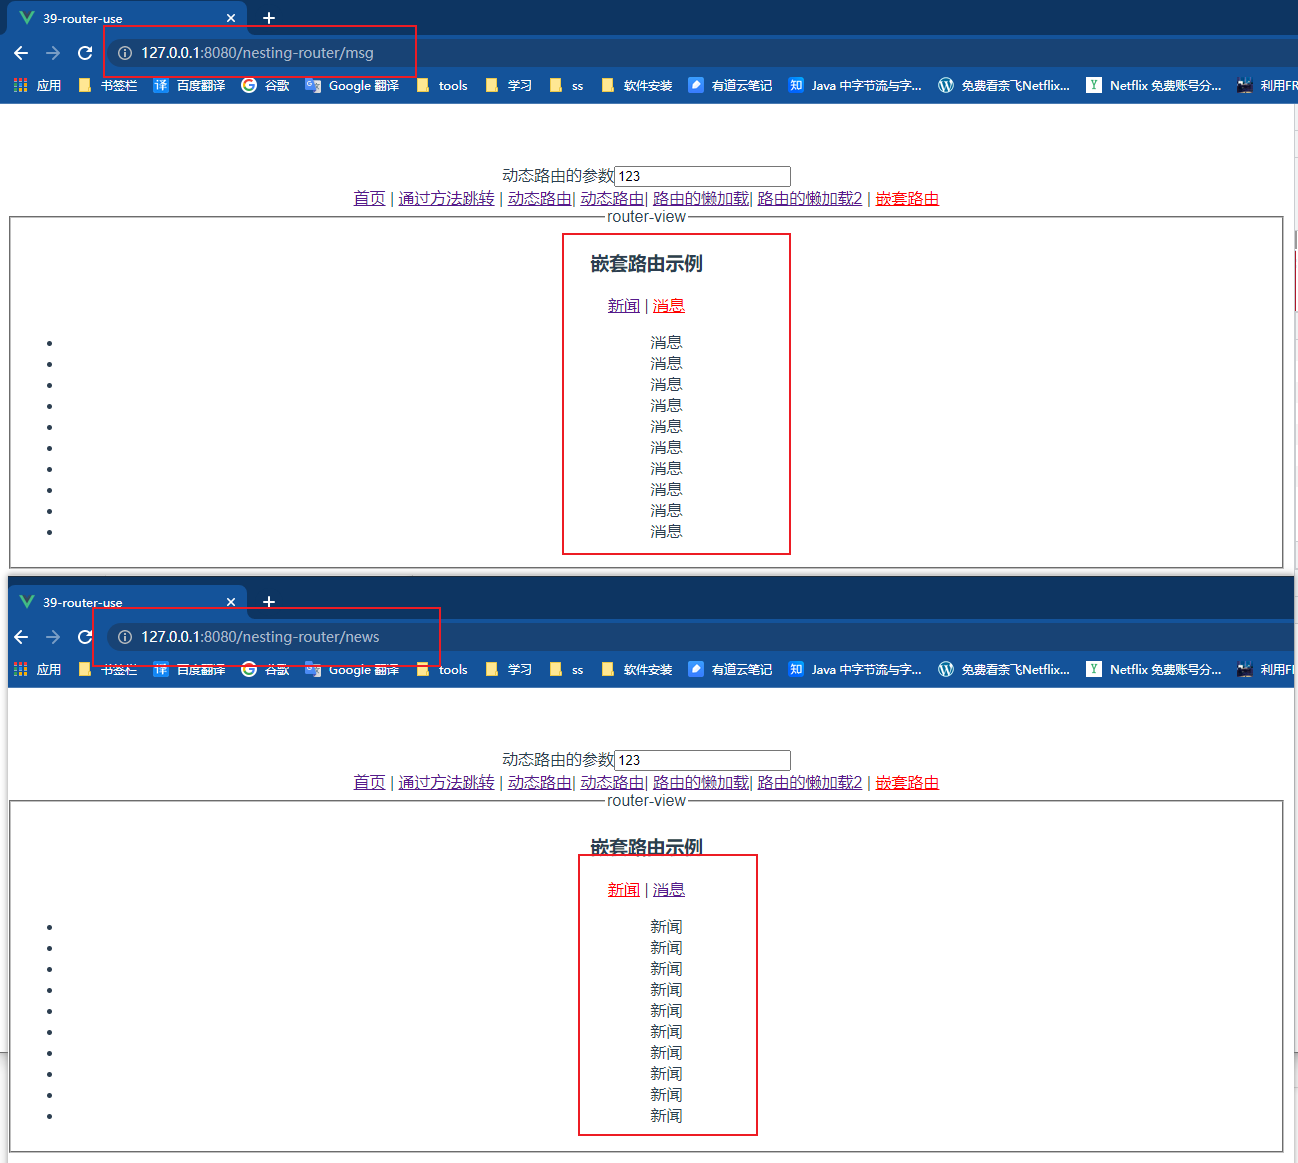 39-router-use
127.0.0.1:8080/nesting-router/msg
应用 书签栏 译 百度翻译 谷歌 Google 翻译 tools 学习 ss 软件安装 有道云笔记 知 Java 中字节流与字... 免费看奈飞Netflix... Y Netflix 免费账号分... 利用FR
动态路由的参数 123
首页 | 通过方法跳转 | 动态路由| 动态路由| 路由的懒加载| 路由的懒加载2 | 嵌套路由
router-view
嵌套路由示例
新闻 | 消息
消息
消息
消息
消息
消息
消息
消息
消息
消息
消息
39-router-use
127.0.0.1:8080/nesting-router/news
应用 书签栏 译 百度翻译 谷歌 Google 翻译 tools 学习 ss 软件安装 有道云笔记 知 Java 中字节流与字... 免费看奈飞Netflix... Y Netflix 免费账号分... 利用FF
动态路由的参数 123
首页 | 通过方法跳转 | 动态路由| 动态路由| 路由的懒加载| 路由的懒加载2 | 嵌套路由
router-view
嵌套路由示例
新闻 | 消息
新闻
新闻
新闻
新闻
新闻
新闻
新闻
新闻
新闻
新闻